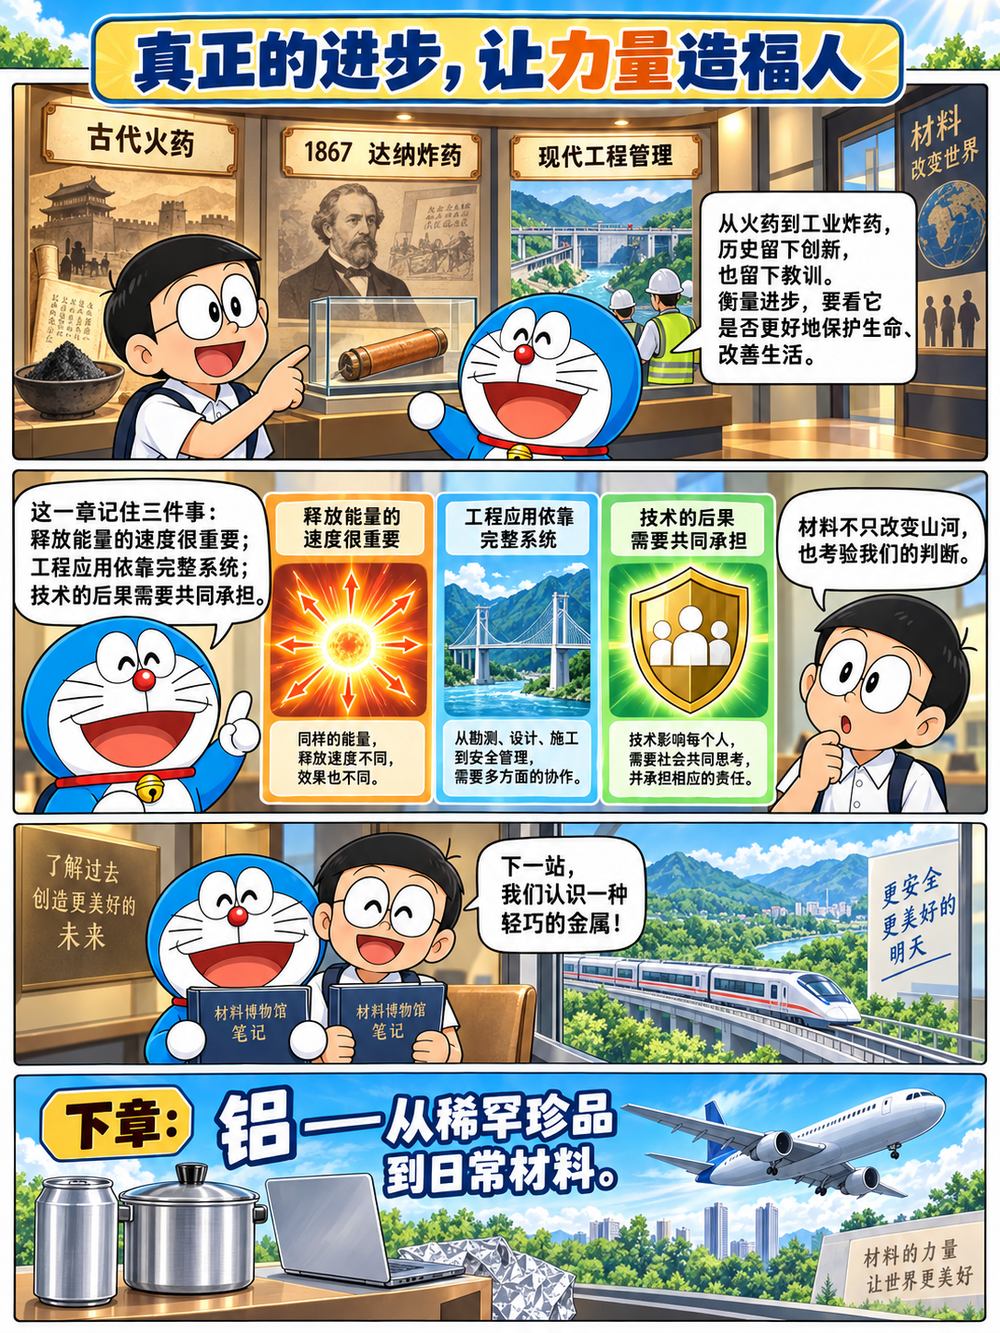 真正的进步,让力量造福人
古代火药
1867 达纳炸药
现代工程管理
材料
改变世界
从火药到工业炸药,
历史留下创新,
也留下教训。
衡量进步,要看它
是否更好地保护生命、
改善生活。
这一章记住三件事:
释放能量的速度很重要;
工程应用依靠完整系统;
技术的后果需要共同承担。
释放能量的
速度很重要
同样的能量,
释放速度不同,
效果也不同。
工程应用依靠
完整系统
从勘测、设计、施工
到安全管理,
需要多方面的协作。
技术的后果
需要共同承担
技术影响每个人,
需要社会共同思考,
并承担相应的责任。
材料不只改变山河,
也考验我们的判断。
了解过去
创造更美好的
未来
材料博物馆
笔记
材料博物馆
笔记
下一站,
我们认识一种
轻巧的金属!
更安全
更美好的
明天
下章:
铝——从稀罕珍品
到日常材料。
材料的力量
让世界更美好